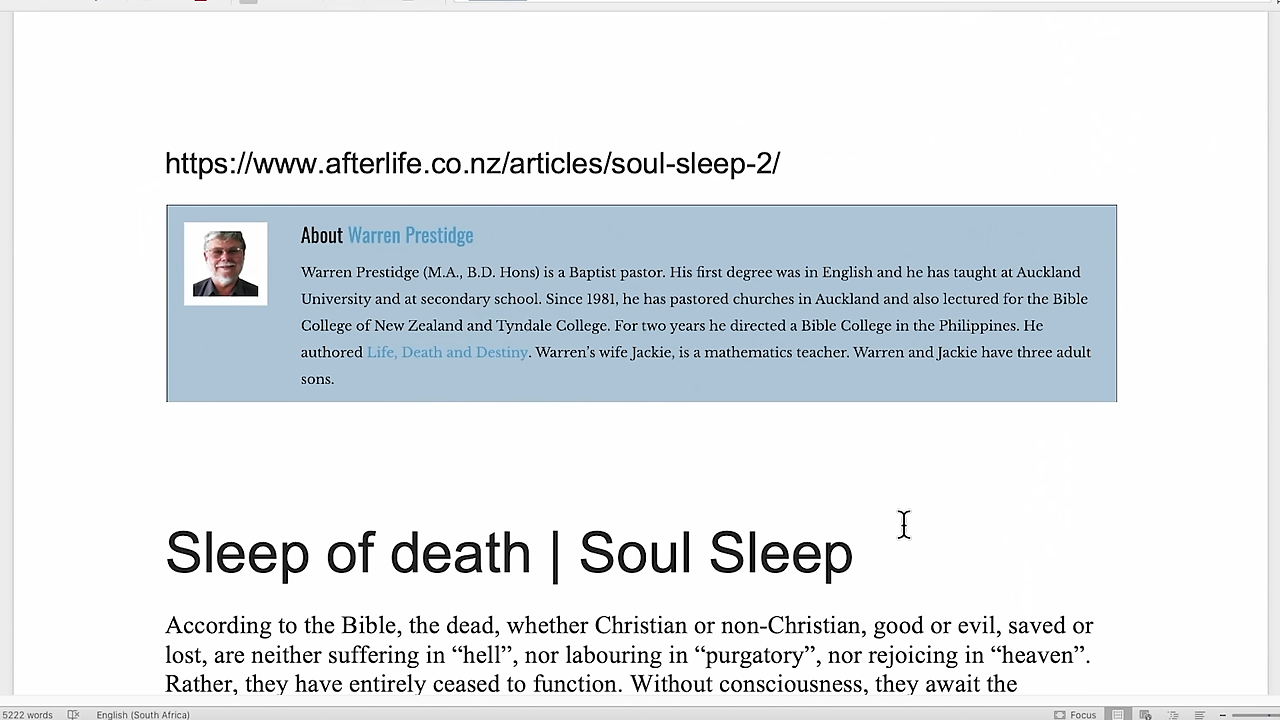 https://www.afterlife.co.nz/articles/soul-sleep-2/
About Warren Prestidge
Warren Prestidge (M.A., B.D. Hons) is a Baptist pastor. His first degree was in English and he has taught at Auckland
University and at secondary school. Since 1981, he has pastored churches in Auckland and also lectured for the Bible
College of New Zealand and Tyndale College. For two years he directed a Bible College in the Philippines. He
authored Life, Death and Destiny. Warren’s wife Jackie, is a mathematics teacher. Warren and Jackie have three adult
sons.
Sleep of death | Soul Sleep
According to the Bible, the dead, whether Christian or non-Christian, good or evil, saved or
lost, are neither suffering in “hell”, nor labouring in “purgatory”, nor rejoicing in “heaven”.
Rather, they have entirely ceased to function. Without consciousness, they await the
5222 words
English (South Africa)
Focus